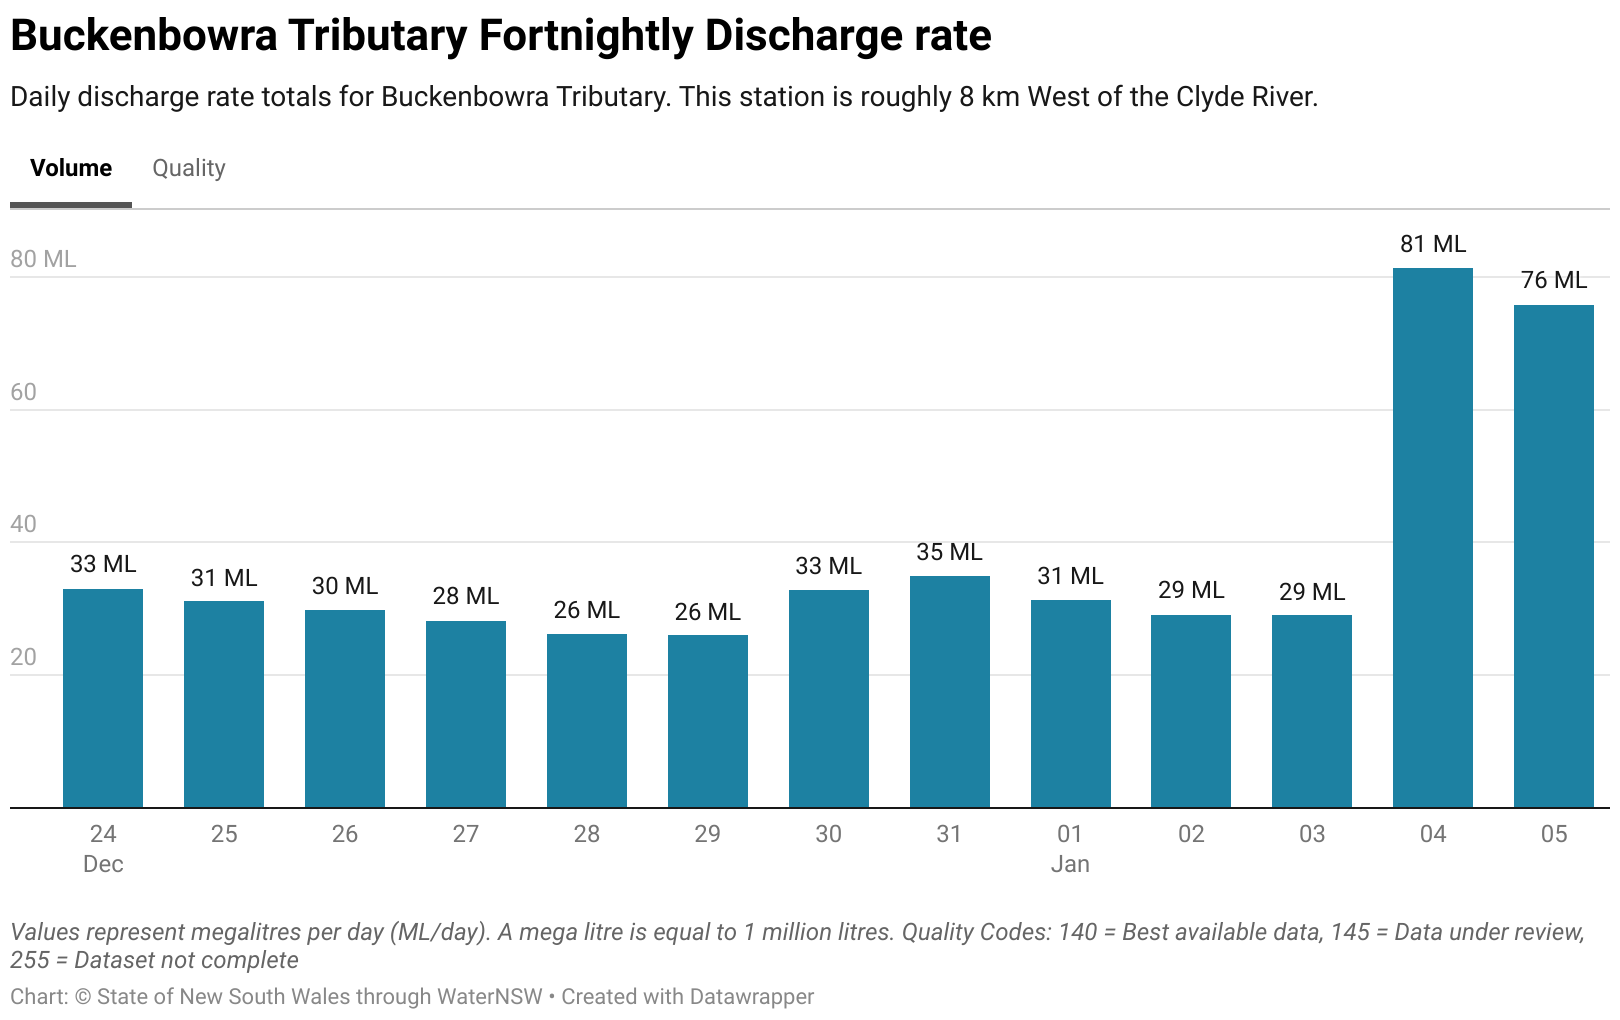 Buckenbowra Tributary Fortnightly Discharge rate
Daily discharge rate totals for Buckenbowra Tributary. This station is roughly 8 km West of the Clyde River.
Volume Quality
80 ML
60
40
20
33 ML
31 ML
30 ML
28 ML
26 ML
26 ML
33 ML
35 ML
31 ML
29 ML
29 ML
81 ML
76 ML
24 25 26 27 28 29 30 31 01 02 03 04 05
Dec Jan
Values represent megalitres per day (ML/day). A mega litre is equal to 1 million litres. Quality Codes: 140 = Best available data, 145 = Data under review,
255 = Dataset not complete
Chart: © State of New South Wales through WaterNSW • Created with Datawrapper